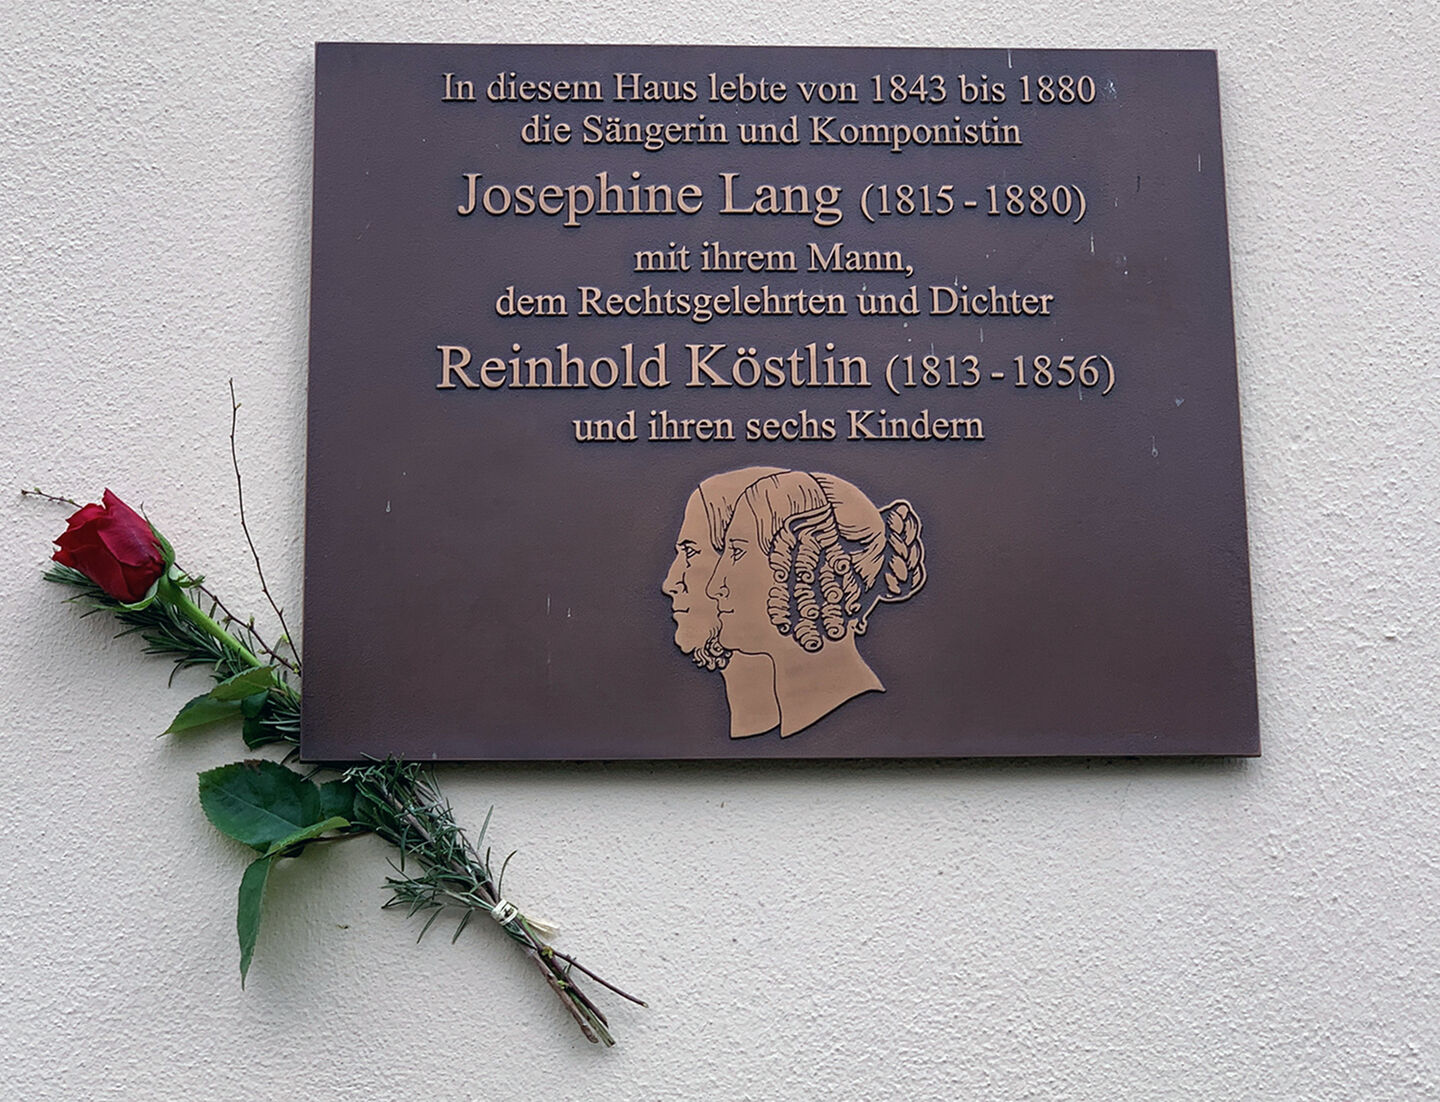 In diesem Haus lebte von 1843 bis 1880
die Sängerin und Komponistin
Josephine Lang (1815 - 1880)
mit ihrem Mann,
dem Rechtsgelehrten und Dichter
Reinhold Köstlin (1813 - 1856)
und ihren sechs Kindern